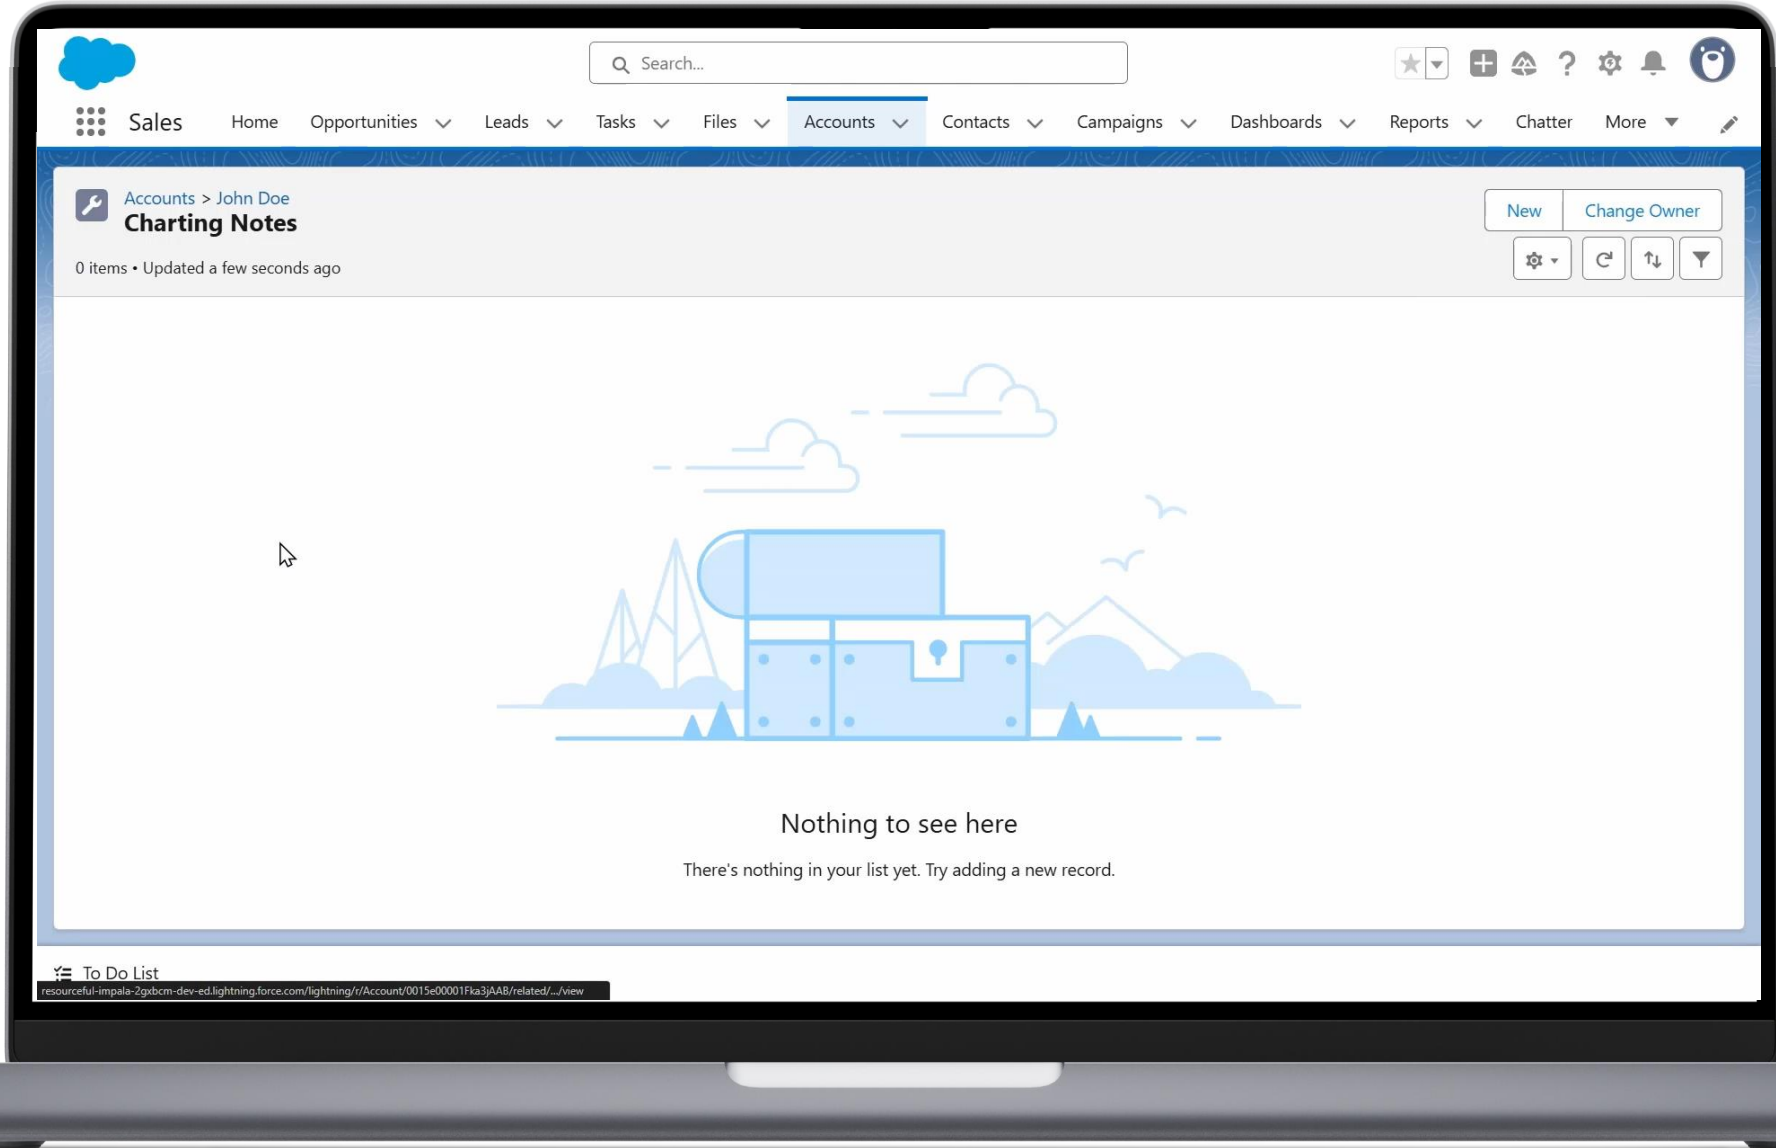 Search...
Sales Home Opportunities Leads Tasks Files Accounts Contacts Campaigns Dashboards Reports Chatter More
Accounts > John Doe
Charting Notes
New Change Owner
0 items • Updated a few seconds ago
Nothing to see here
There's nothing in your list yet. Try adding a new record.
To Do List
resourceful-impala-2gxbcm-dev-ed.lightning.force.com/lightning/r/Account/0015e00001Fka3jAAB/related/.../view